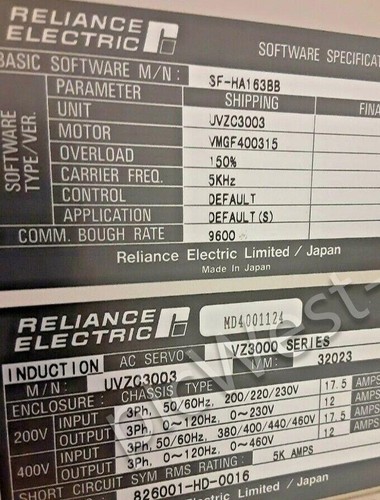 RELIANCE
ELECTRIC
SOFTWARE SPECIFICAT
BASIC SOFTWARE M/N: SF-HA163BB
SOFTWARE TYPE/VER.
PARAMETER SHIPPING FINA
UNIT UVZC3003
MOTOR VMGF400315
OVERLOAD 150%
CARRIER FREQ. 5KHz
CONTROL DEFAULT
APPLICATION DEFAULT(S)
COMM. BOUGH RATE 9600
Reliance Electric Limited / Japan
Made in Japan
RELIANCE
ELECTRIC
MD4001124
INDUCTION AC SERVO VZ3000 SERIES
M/N: UVZC3003 I/M: 32023
ENCLOSURE: CHASSIS TYPE
200V INPUT 3Ph, 50/60Hz, 200/220/230V 17.5 AMPS
OUTPUT 3Ph, 0~120Hz, 0~230V 12
400V INPUT 3Ph, 50/60Hz, 380/400/440/460V 17.5 AMPS
OUTPUT 3Ph, 0~120Hz, 0~460V 12
SHORT CIRCUIT SYM RMS RATING: 5K AMPS
826001-HD-0016
Reliance Electric Limited / Japan